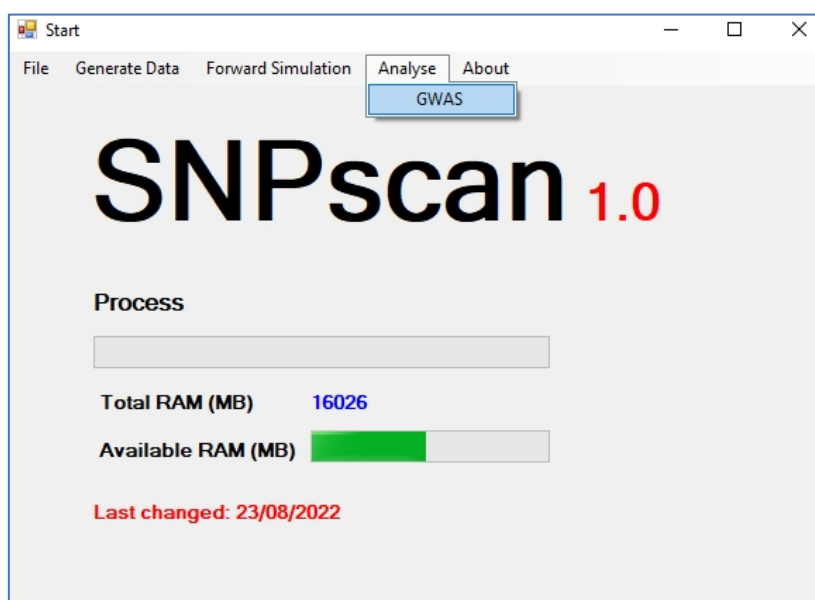 Start
File Generate Data Forward Simulation Analyse About
GWAS
SNPscan 1.0
Process
Total RAM (MB) 16026
Available RAM (MB)
Last changed: 23/08/2022